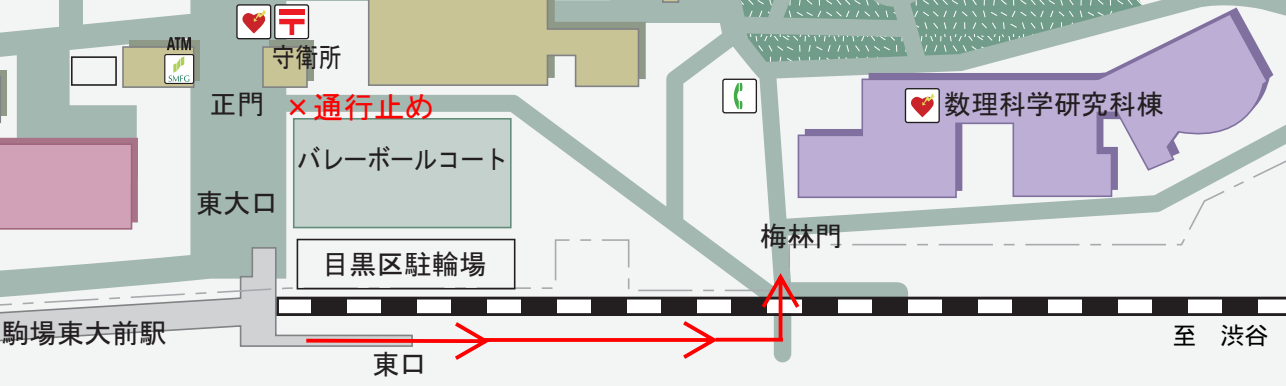 ATM
SMFG
守衛所
正門
×通行止め
バレーボールコート
数理科学研究科棟
東大口
梅林門
目黒区駐輪場
駒場東大前駅
東口
至 渋谷